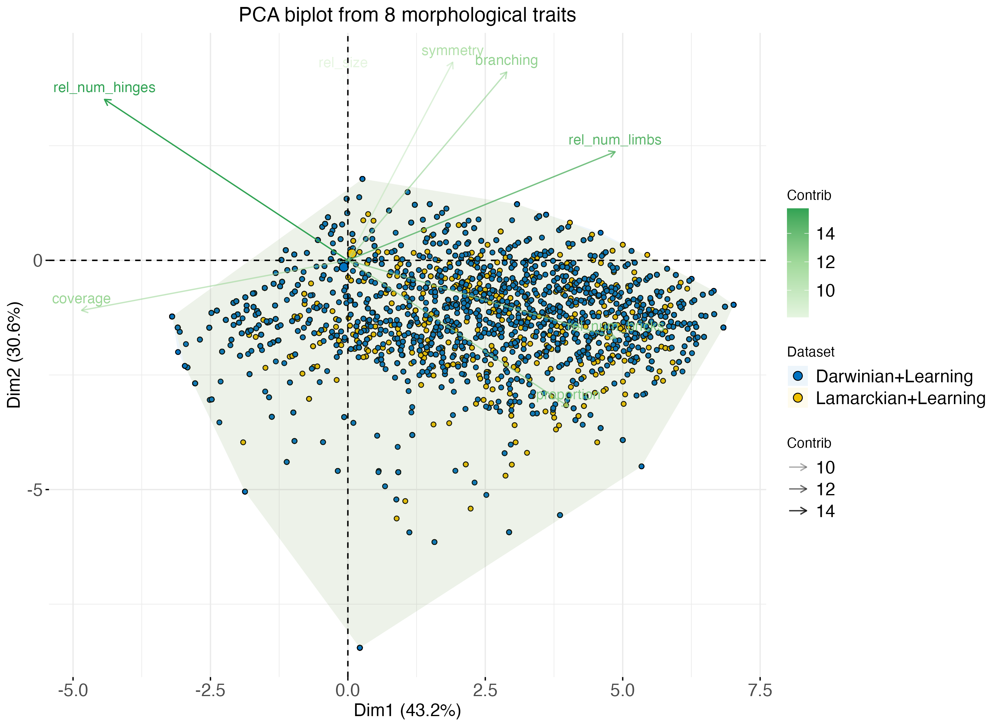 PCA biplot from 8 morphological traits
symmetry
branching
rel_size
rel_num_hinges
rel_num_limbs
coverage
rel_num_bricks
proportion
Dim2 (30.6%)
0
-5
-5.0
-2.5
0.0
2.5
5.0
7.5
Dim1 (43.2%)
Contrib
14
12
10
Dataset
Darwinian+Learning
Lamarckian+Learning
Contrib
10
12
14